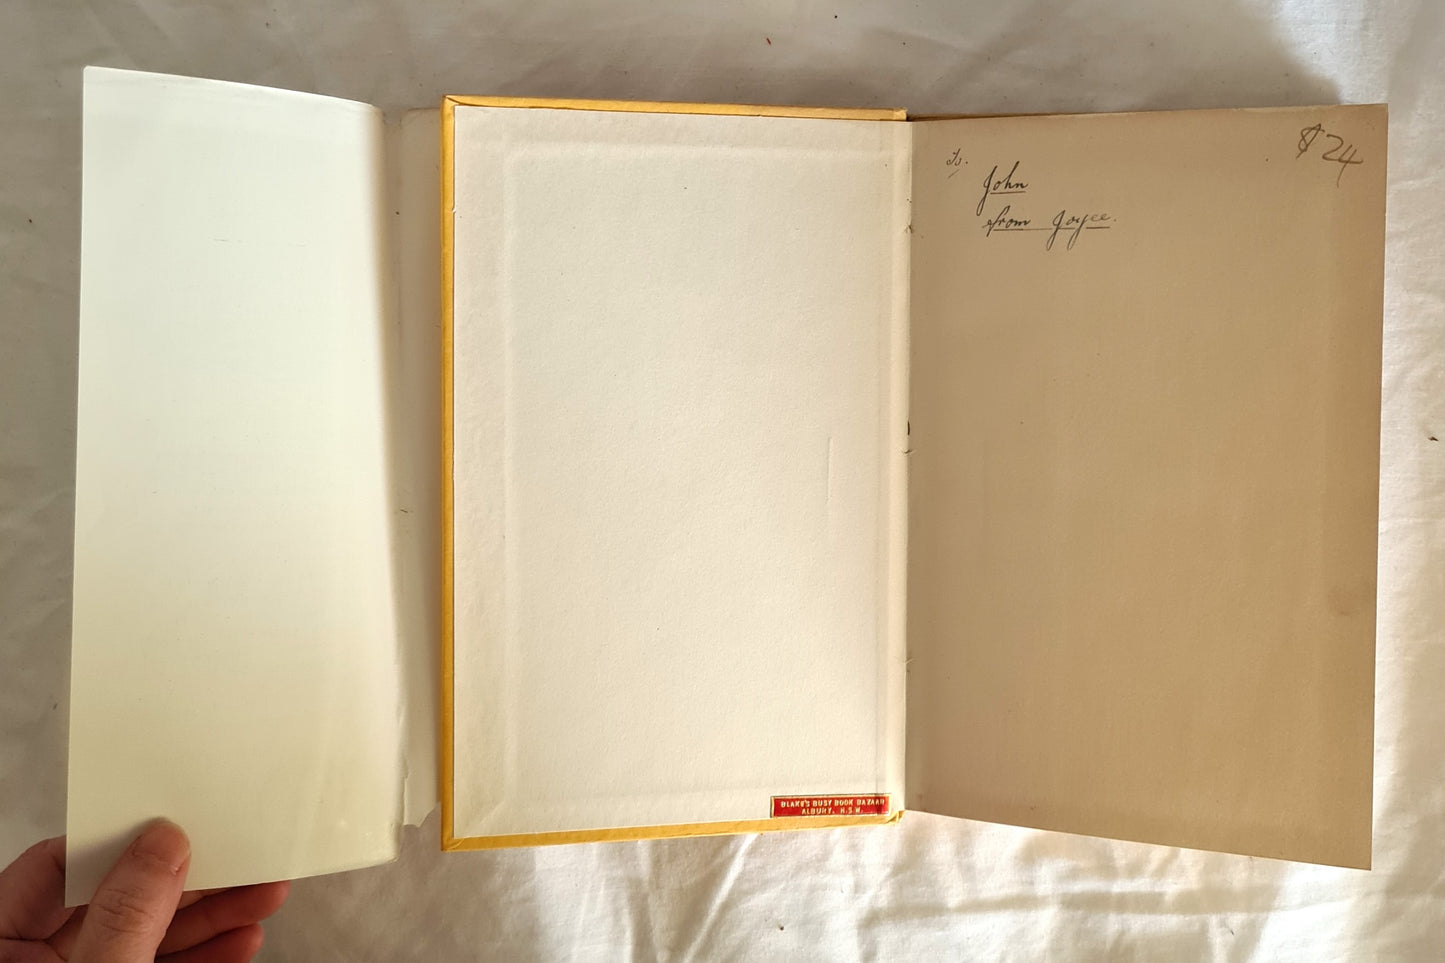 To.
John
from Joyce.
$24
BLAKE'S BUSY BOOK BAZAAR
ALBURY, N.S.W.